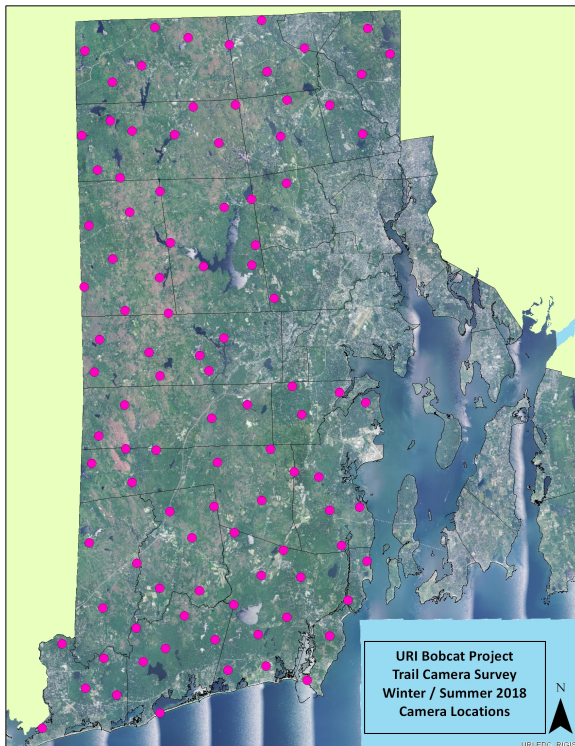 URI Bobcat Project
Trail Camera Survey
Winter / Summer 2018
Camera Locations
N